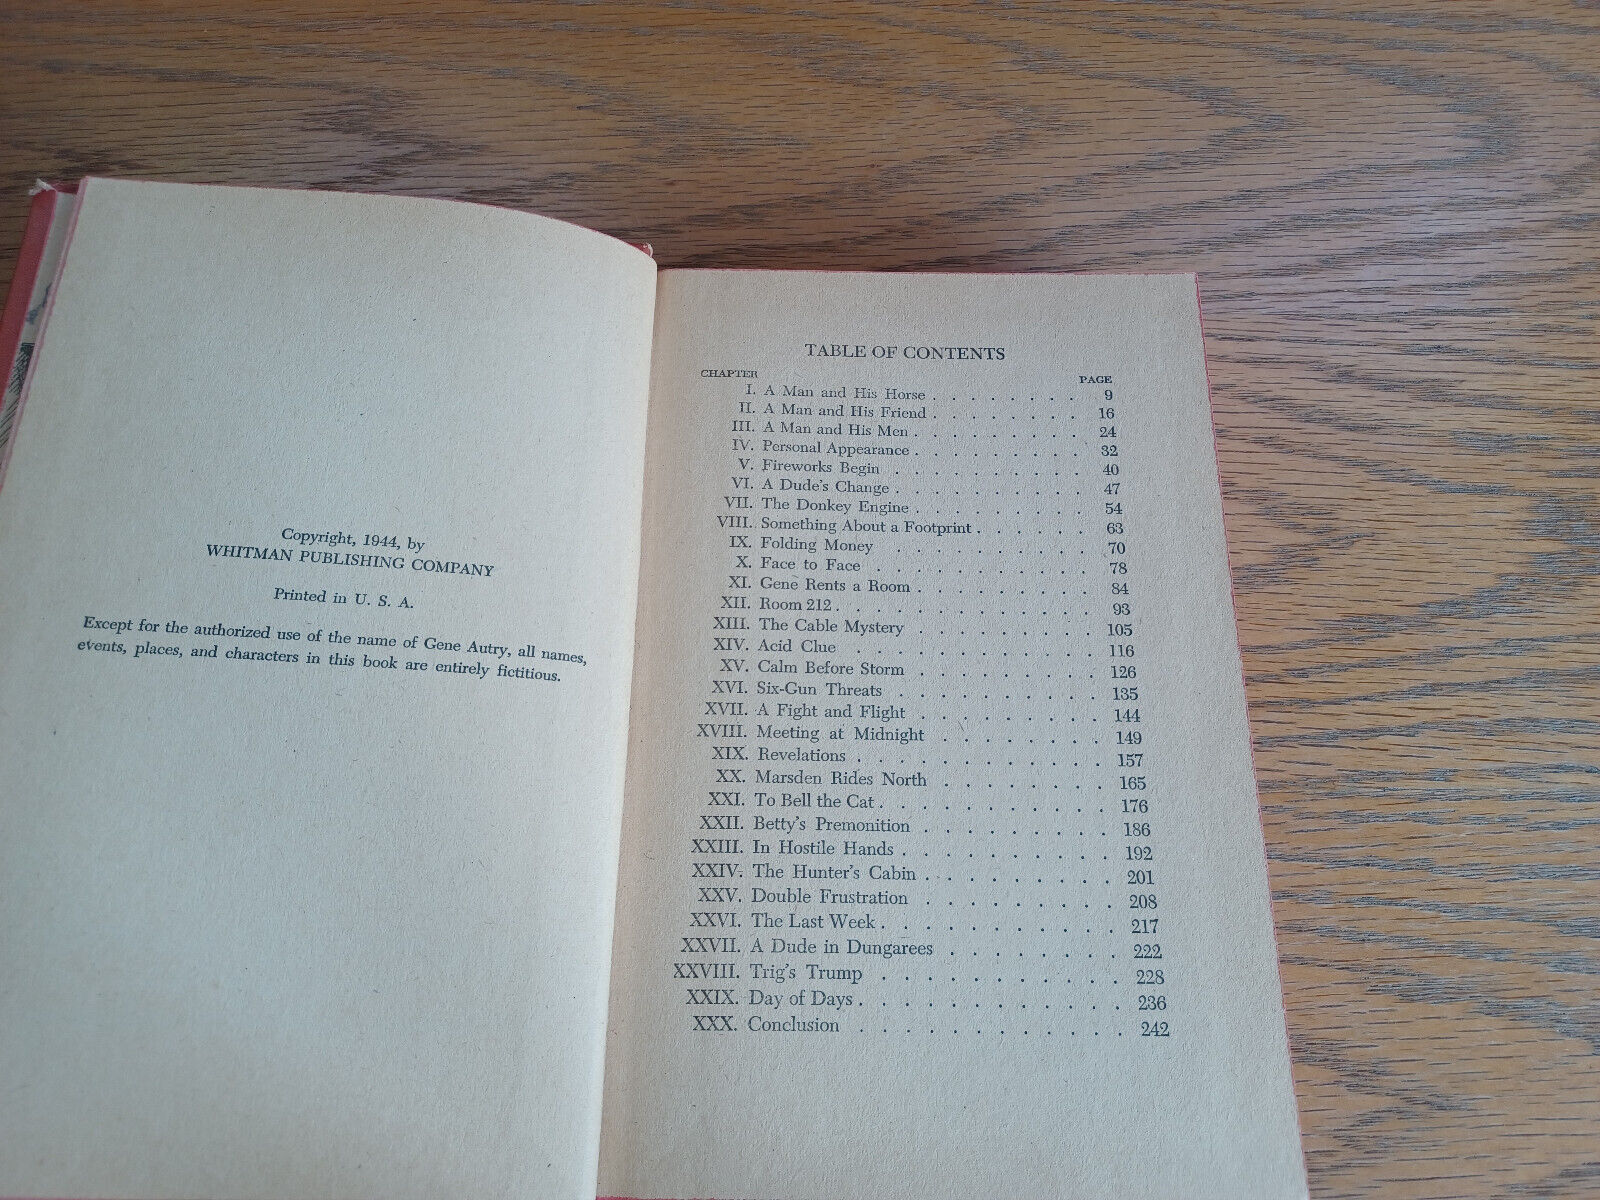 Copyright, 1944, by
WHITMAN PUBLISHING COMPANY
Printed in U. S. A.
Except for the authorized use of the name of Gene Autry, all names,
events, places, and characters in this book are entirely fictitious.
TABLE OF CONTENTS
CHAPTER PAGE
I. A Man and His Horse . . . . . . . 9
II. A Man and His Friend . . . . . . . 16
III. A Man and His Men . . . . . . . . 24
IV. Personal Appearance . . . . . . . . 32
V. Fireworks Begin . . . . . . . . . 40
VI. A Dude's Change . . . . . . . . . 47
VII. The Donkey Engine . . . . . . . . 54
VIII. Something About a Footprint . . . . . 63
IX. Folding Money . . . . . . . . . 70
X. Face to Face . . . . . . . . . . 78
XI. Gene Rents a Room . . . . . . . . 84
XII. Room 212 . . . . . . . . . . . . 93
XIII. The Cable Mystery . . . . . . . . 105
XIV. Acid Clue . . . . . . . . . . . 116
XV. Calm Before Storm . . . . . . . . 126
XVI. Six-Gun Threats . . . . . . . . . 135
XVII. A Fight and Flight . . . . . . . . 144
XVIII. Meeting at Midnight . . . . . . . . 149
XIX. Revelations . . . . . . . . . . . 157
XX. Marsden Rides North . . . . . . . . 165
XXI. To Bell the Cat . . . . . . . . . . 176
XXII. Betty's Premonition . . . . . . . . 186
XXIII. In Hostile Hands . . . . . . . . . 192
XXIV. The Hunter's Cabin . . . . . . . . 201
XXV. Double Frustration . . . . . . . . 208
XXVI. The Last Week . . . . . . . . . . 217
XXVII. A Dude in Dungarees . . . . . . . 222
XXVIII. Trig's Trump . . . . . . . . . . 228
XXIX. Day of Days . . . . . . . . . . . 236
XXX. Conclusion . . . . . . . . . . . 242